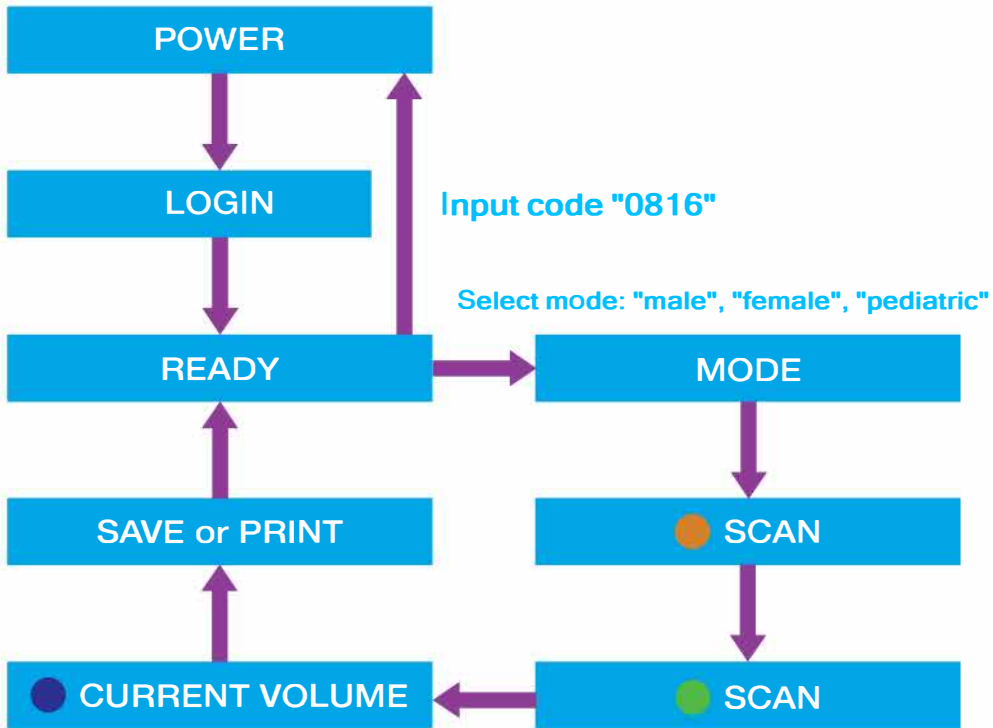 POWER
LOGIN
Input code "0816"
Select mode: "male", "female", "pediatric"
READY
MODE
SAVE or PRINT
SCAN
CURRENT VOLUME
SCAN